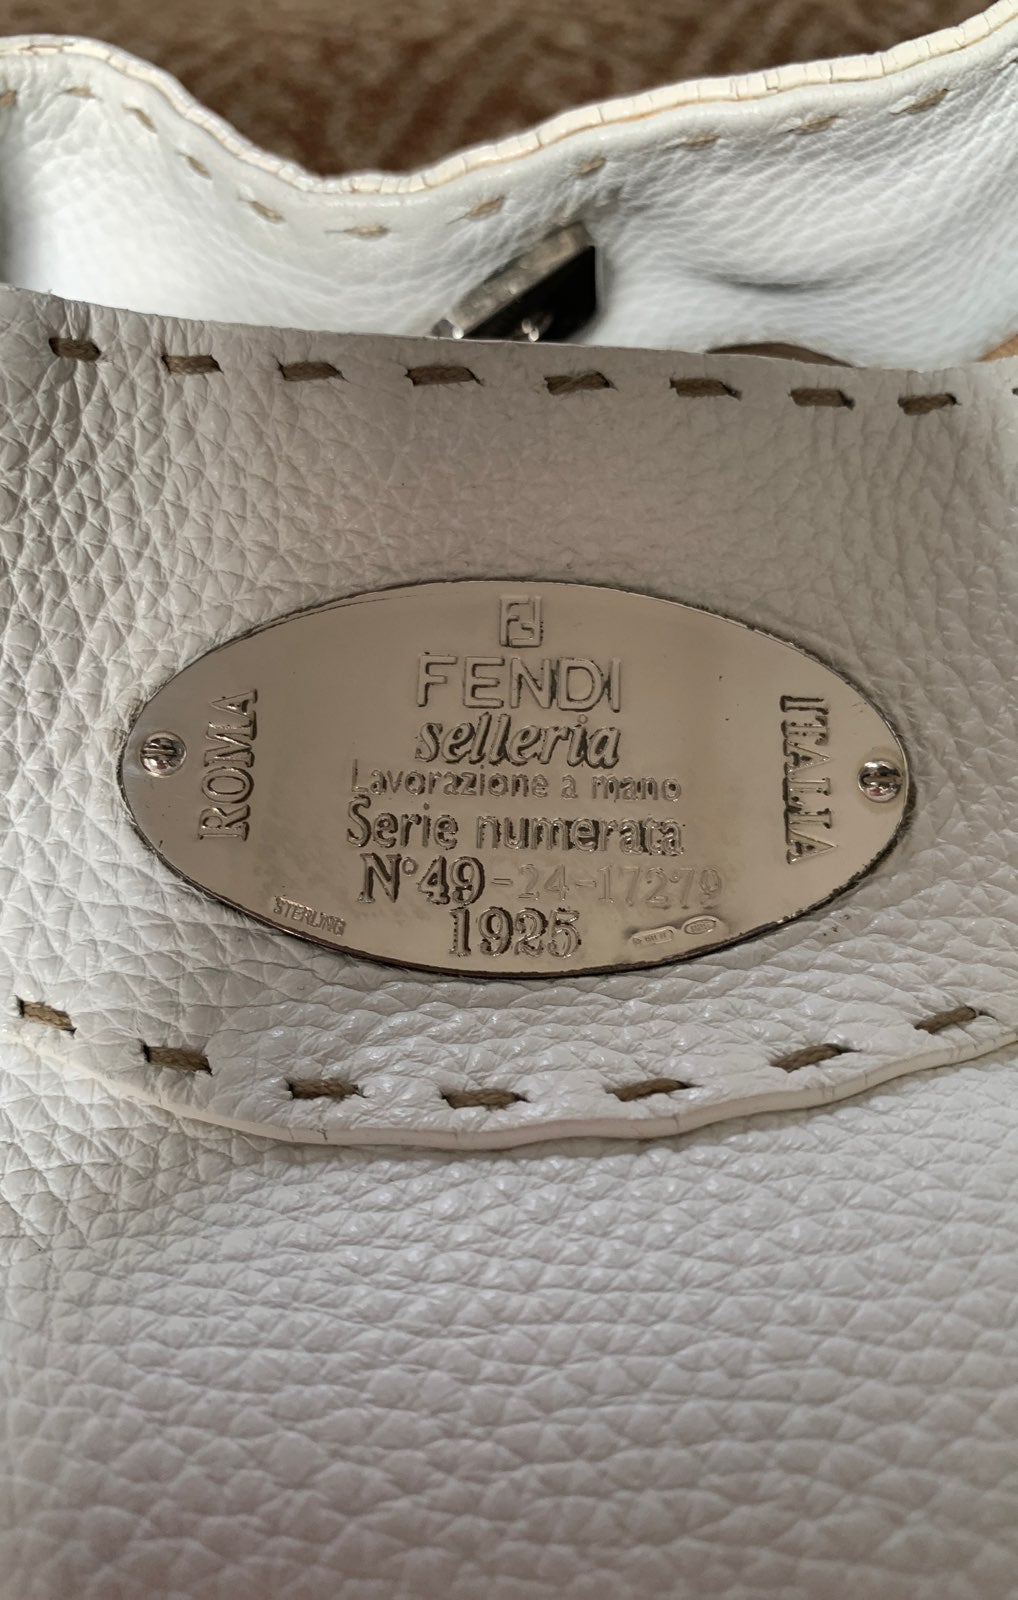 FENDI
selleria
Lavorazione a mano
Serie numerata
N°49-24-17279
1925
ROMA
ITALIA
STERLING